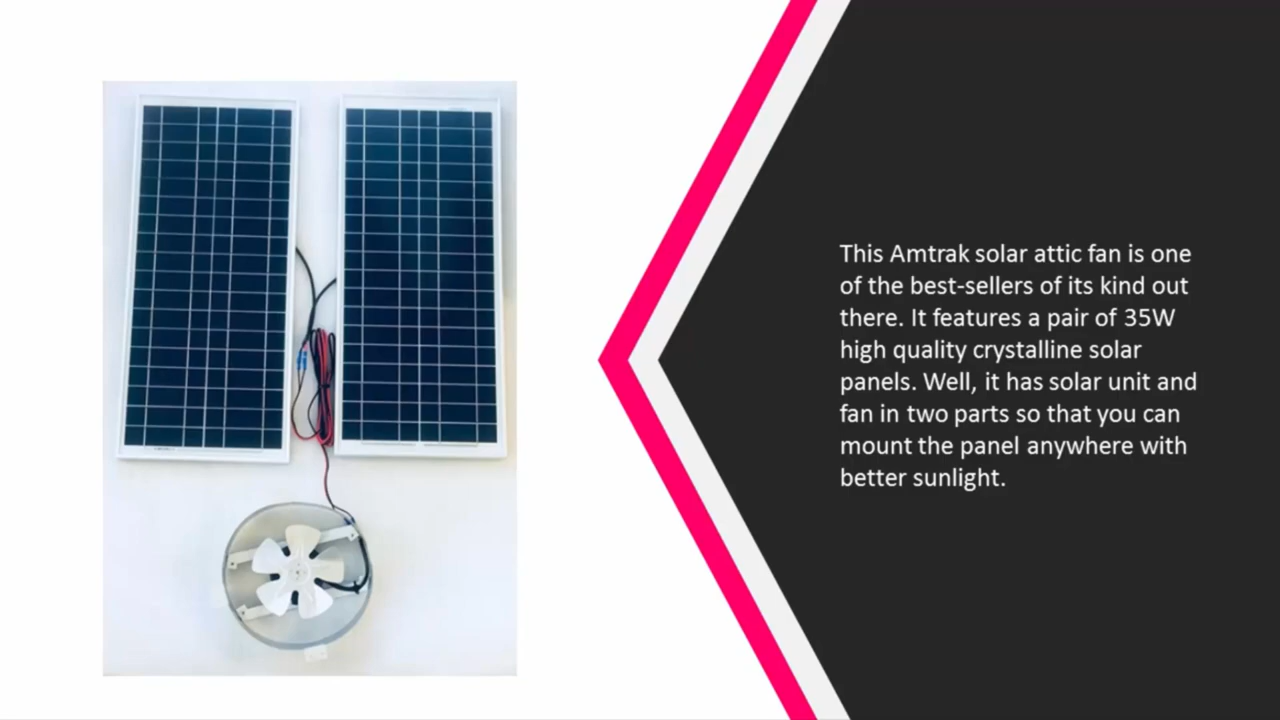 This Amtrak solar attic fan is one
of the best-sellers of its kind out
there. It features a pair of 35W
high quality crystalline solar
panels. Well, it has solar unit and
fan in two parts so that you can
mount the panel anywhere with
better sunlight.